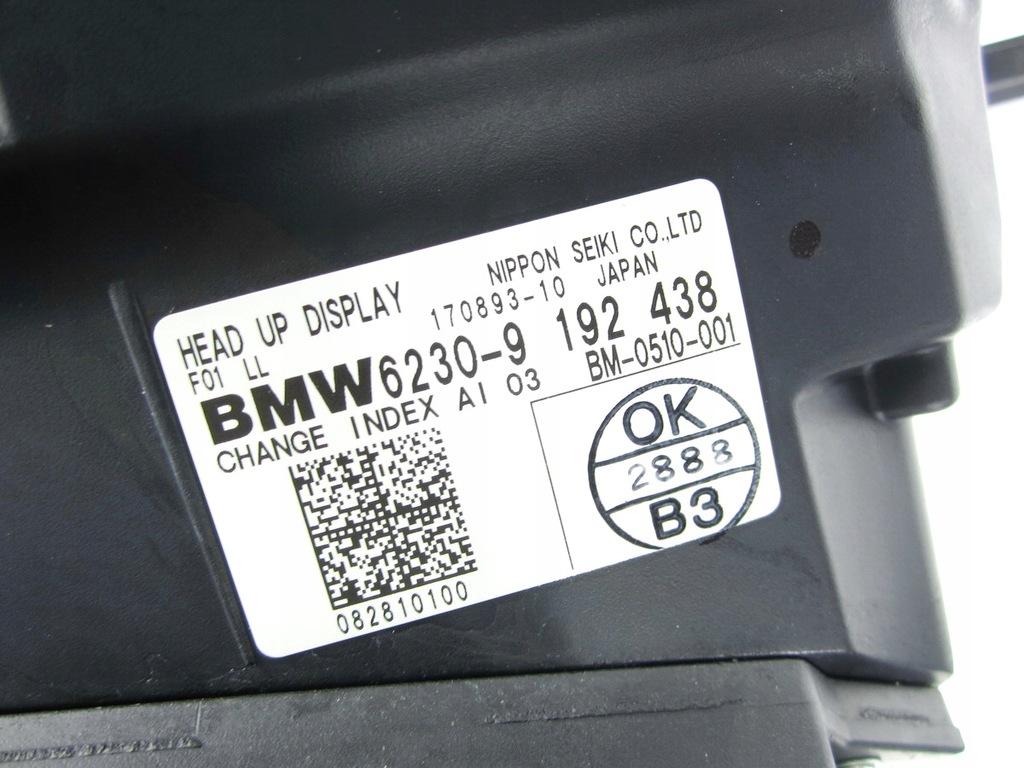 HEAD UP DISPLAY NIPPON SEIKI CO.,LTD
F01 LL 170893-10 JAPAN
BMW6230-9 192 438
CHANGE INDEX AI 03 BM-0510-001
OK
2888
B3
082810100